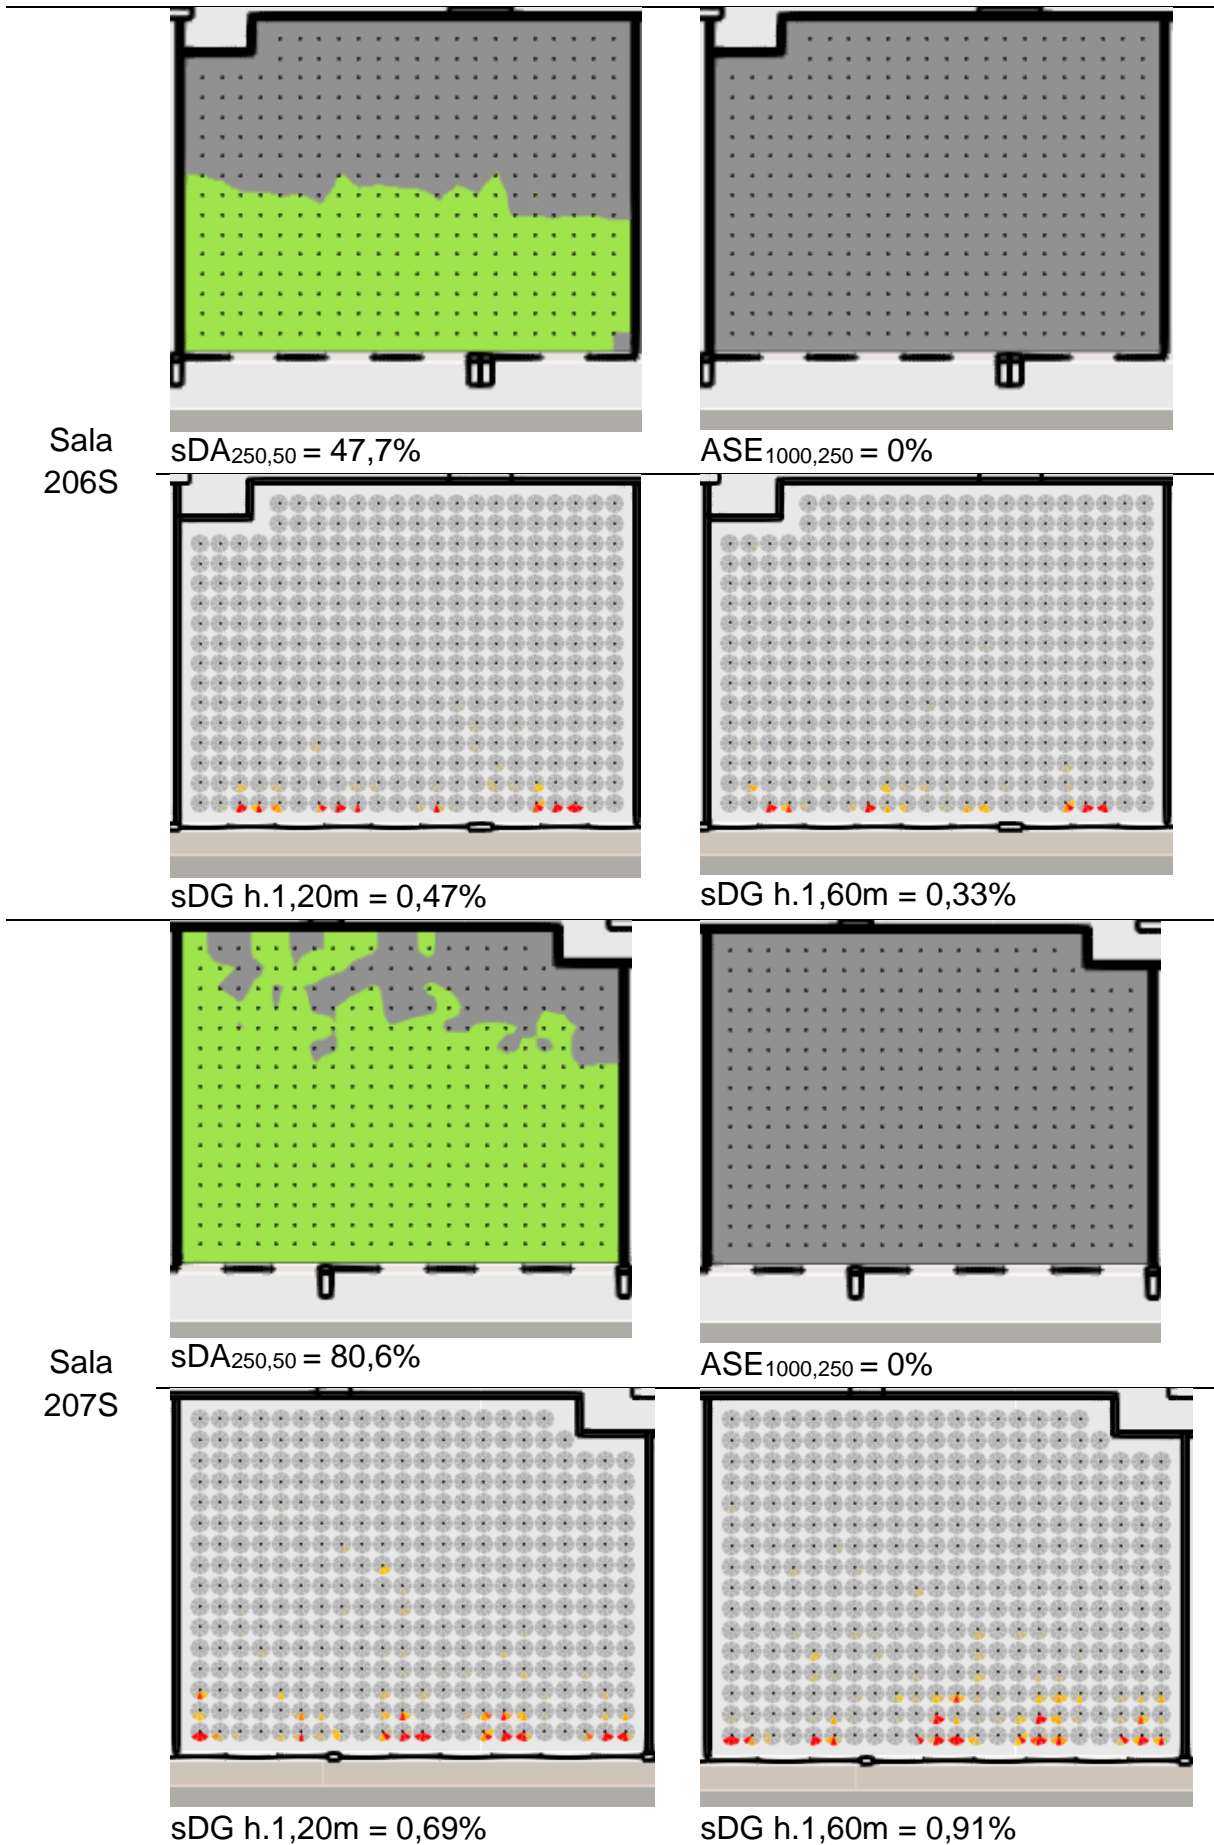 sDA250,50 = 47,7%
ASE1000,250 = 0%
Sala
206S
sDG h.1,20m = 0,47%
sDG h.1,60m = 0,33%
sDA250,50 = 80,6%
ASE1000,250 = 0%
Sala
207S
sDG h.1,20m = 0,69%
sDG h.1,60m = 0,91%